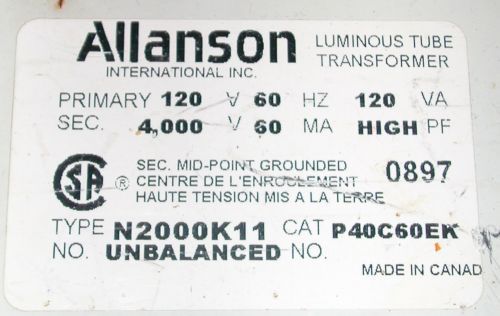 Allanson LUMINOUS TUBE
INTERNATIONAL INC. TRANSFORMER
PRIMARY 120 V 60 HZ 120 VA
SEC. 4,000 V 60 MA HIGH PF
SEC. MID-POINT GROUNDED 0897
CSA ® CENTRE DE L'ENROULEMENT
HAUTE TENSION MIS A LA TERRE
TYPE N2000K11 CAT P40C60EK
NO. UNBALANCED NO.
MADE IN CANAD